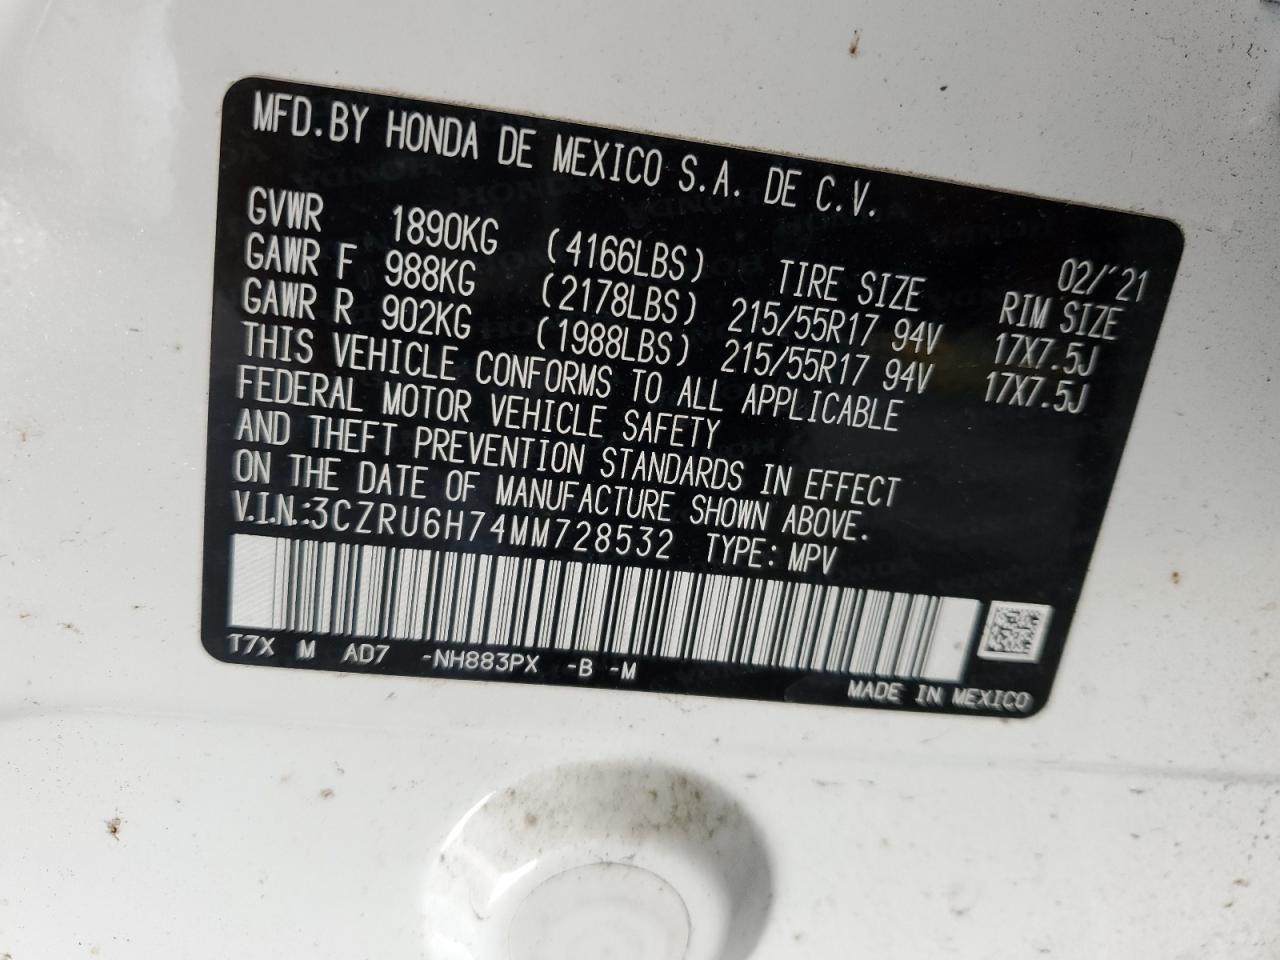 MFD.BY HONDA DE MEXICO S.A. DE C.V.
02/'21
GVWR 1890KG (4166LBS) TIRE SIZE RIM SIZE
GAWR F 988KG (2178LBS) 215/55R17 94V 17X7.5J
GAWR R 902KG (1988LBS) 215/55R17 94V 17X7.5J
THIS VEHICLE CONFORMS TO ALL APPLICABLE
FEDERAL MOTOR VEHICLE SAFETY
AND THEFT PREVENTION STANDARDS IN EFFECT
ON THE DATE OF MANUFACTURE SHOWN ABOVE.
V.I.N.:3CZRU6H74MM728532 TYPE: MPV
T7X M AD7 -NH883PX -B -M
MADE IN MEXICO